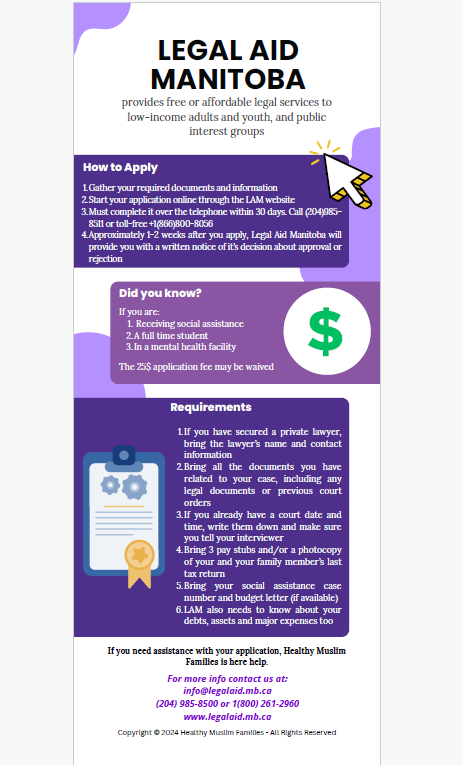 LEGAL AID
MANITOBA
provides free or affordable legal services to
low-income adults and youth, and public
interest groups
How to Apply
1.Gather your required documents and information
2.Start your application online through the LAM website
3.Must complete it over the telephone within 30 days. Call (204)985-
8511 or toll-free +1(866)800-8056
4.Approximately 1-2 weeks after you apply, Legal Aid Manitoba will
provide you with a written notice of it's decision about approval or
rejection
Did you know?
If you are:
1. Receiving social assistance
2.A full time student
3.In a mental health facility
The 25$ application fee may be waived
$
Requirements
1.If you have secured a private lawyer,
bring the lawyer's name and contact
information
2.Bring all the documents you have
related to your case, including any
legal documents or previous court
orders
3.If you already have a court date and
time, write them down and make sure
you tell your interviewer
4.Bring 3 pay stubs and/or a photocopy
of your and your family member's last
tax return
5.Bring your social assistance case
number and budget letter (if available)
6.LAM also needs to know about your
debts, assets and major expenses too
If you need assistance with your application, Healthy Muslim
Families is here help.
For more info contact us at:
info@legalaid.mb.ca
(204) 985-8500 or 1(800) 261-2960
www.legalaid.mb.ca
Copyright © 2024 Healthy Muslim Families - All Rights Reserved